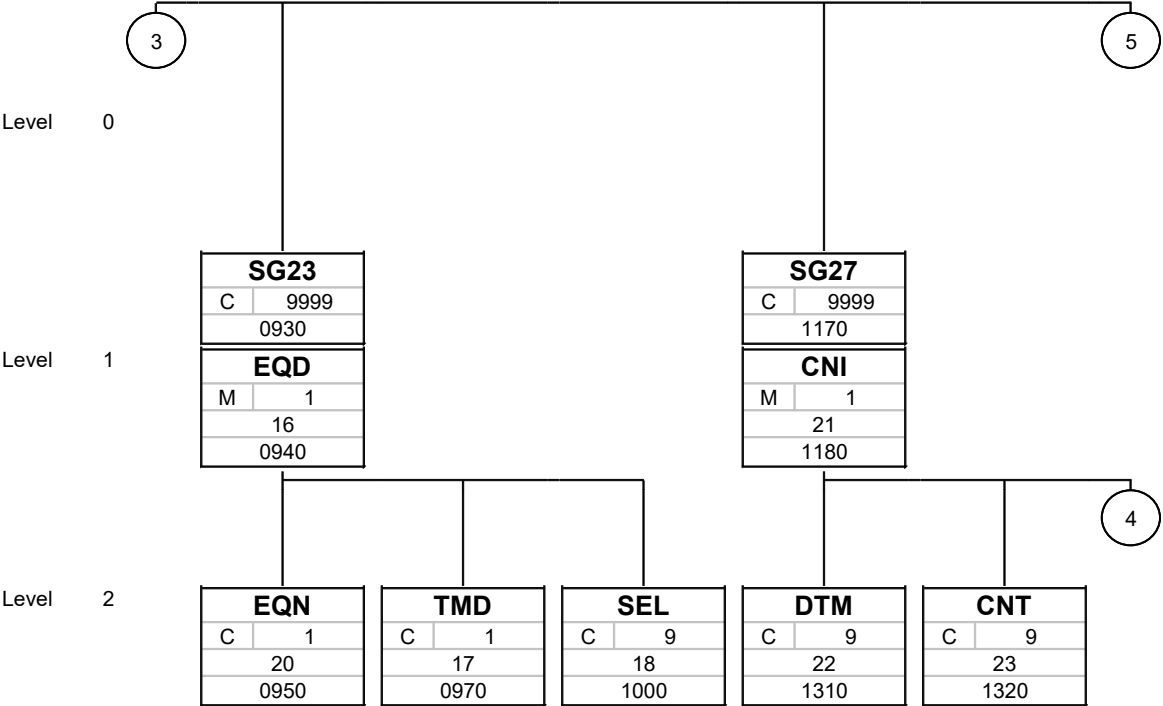 3
5
Level 0
SG23
C 9999
0930
SG27
C 9999
1170
Level 1
EQD
M 1
16
0940
CNI
M 1
21
1180
4
Level 2
EQN
C 1
20
0950
TMD
C 1
17
0970
SEL
C 9
18
1000
DTM
C 9
22
1310
CNT
C 9
23
1320